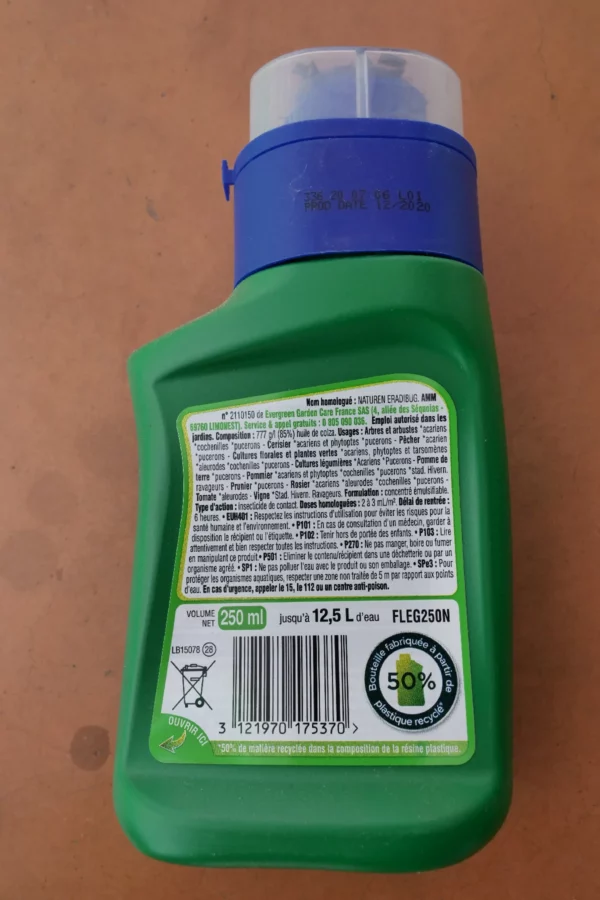 336 20 07 06 L01
PROD DATE 12/2020
Nom homologué : NATUREN ERADIBUG. AMM
n° 2110150 de Evergreen Garden Care France SAS (4, allée des Séquoias -
69760 LIMONEST). Service & appel gratuits : 0 805 090 036. Emploi autorisé dans les
jardins. Composition : 777 g/l (85%) huile de colza. Usages : Arbres et arbustes *acariens
*cochenilles *pucerons - Cerisier *acariens et phytoptes *pucerons - Pêcher *acariens
*pucerons - Cultures florales et plantes vertes *acariens, phytoptes et tarsonèmes
*aleurodes *cochenilles *pucerons - Cultures légumières *Acariens *Pucerons - Pomme de
terre *pucerons - Pommier *acariens et phytoptes *cochenilles *pucerons *stad. Hivern.
ravageurs - Prunier *pucerons - Rosier *acariens *aleurodes *cochenilles *pucerons -
Tomate *aleurodes - Vigne *Stad. Hivern. Ravageurs. Formulation : concentré émulsifiable.
Type d'action : insecticide de contact. Doses homologuées : 2 à 3 mL/m². Délai de rentrée :
6 heures. • EUH401 : Respectez les instructions d'utilisation pour éviter les risques pour la
santé humaine et l'environnement. • P101 : En cas de consultation d'un médecin, garder à
disposition le récipient ou l'étiquette. • P102 : Tenir hors de portée des enfants. • P103 : Lire
attentivement et bien respecter toutes les instructions. • P270 : Ne pas manger, boire ou fumer
en manipulant ce produit • P501 : Eliminer le contenu/récipient dans une déchetterie ou par un
organisme agréé. • SP1 : Ne pas polluer l'eau avec le produit ou son emballage. • SPe3 : Pour
protéger les organismes aquatiques, respecter une zone non traitée de 5 m par rapport aux points
d'eau. En cas d'urgence, appeler le 15, le 112 ou un centre anti-poison.
VOLUME NET 250 ml jusqu'à 12,5 L d'eau FLEG250N
LB15078 28
Bouteille fabriquée à partir de
50%
plastique recyclé*
3 121970 175370 >
OUVRIR ICI
*50% de matière recyclée dans la composition de la résine plastique.